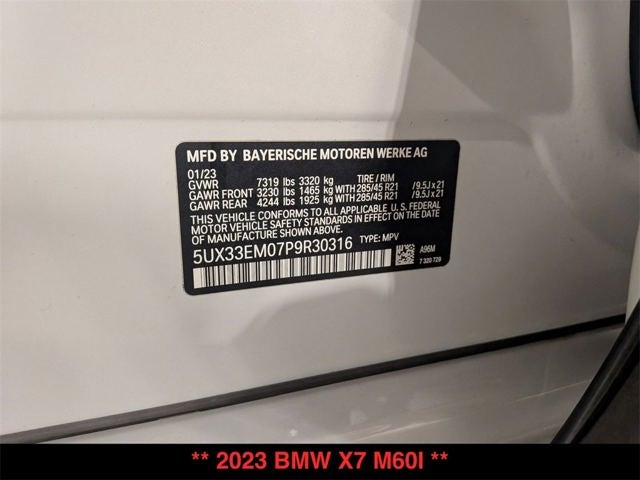 MFD BY BAYERISCHE MOTOREN WERKE AG
01/23
GVWR 7319 lbs 3320 kg TIRE / RIM
GAWR FRONT 3230 lbs 1465 kg WITH 285/45 R21 /9.5J x 21
GAWR REAR 4244 lbs 1925 kg WITH 285/45 R21 /9.5J x 21
THIS VEHICLE CONFORMS TO ALL APPLICABLE U. S. FEDERAL
MOTOR VEHICLE SAFETY STANDARDS IN EFFECT ON THE DATE
OF MANUFACTURE SHOWN ABOVE.
5UX33EM07P9R30316 TYPE: MPV
A96M
7 320 729
** 2023 BMW X7 M60I **